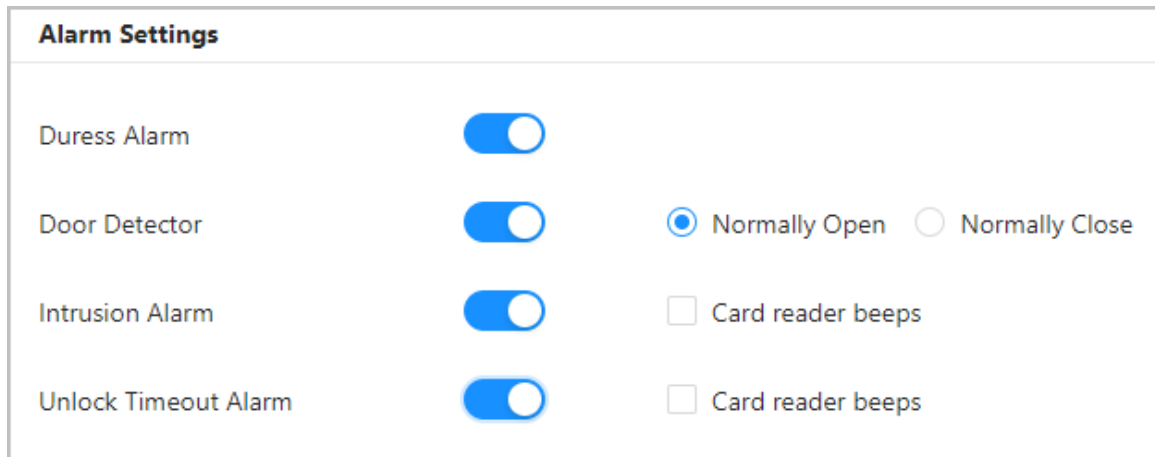 Alarm Settings
Duress Alarm
Door Detector Normally Open Normally Close
Intrusion Alarm Card reader beeps
Unlock Timeout Alarm Card reader beeps